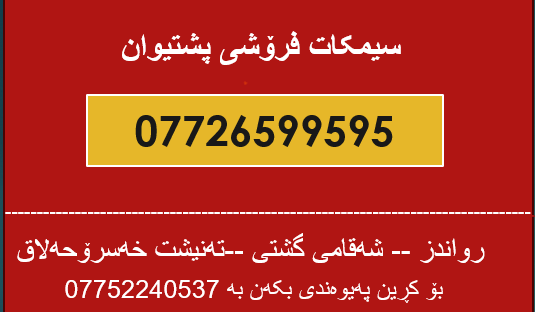 سیمکات فرۆشی پشتیوان
07726599595
رواندز -- شەقامی گشتی --تەنیشت خەسرۆحەلاق
بۆ کڕین پەیوەندی بکەن بە 07752240537